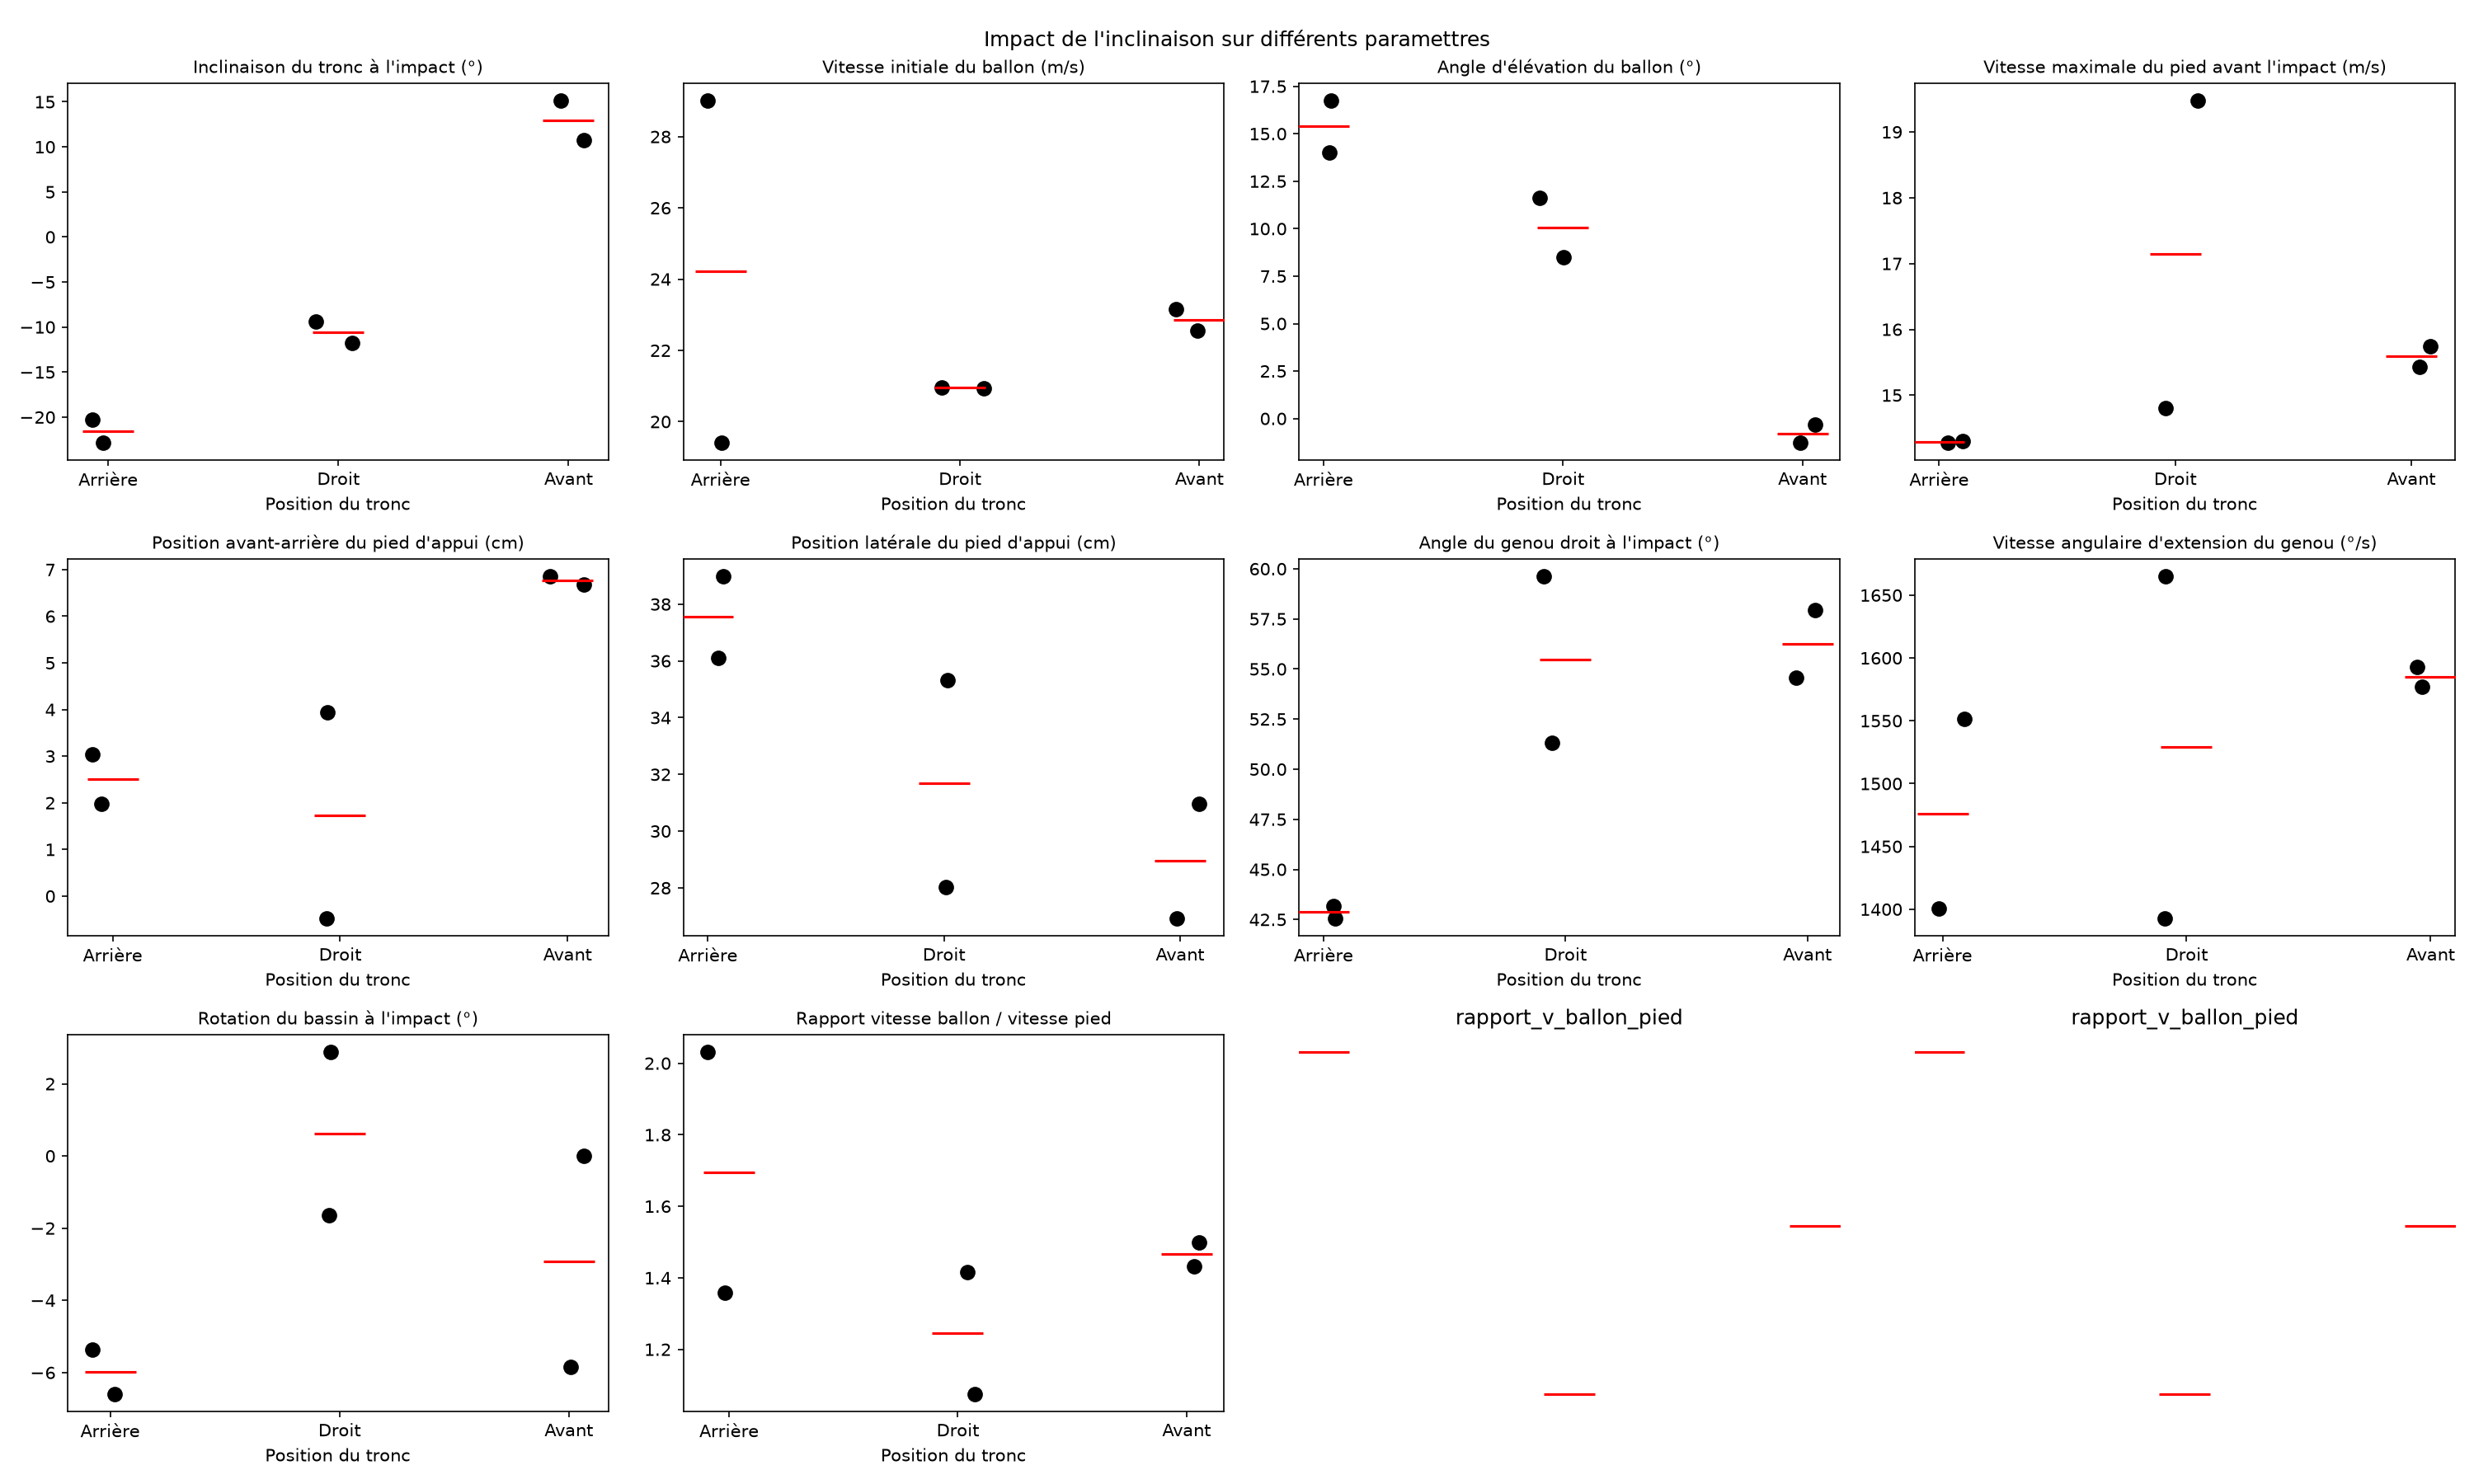 Impact de l'inclinaison sur différents paramettres
Inclinaison du tronc à l'impact (°)
15
10
5
0
−5
−10
−15
−20
Arrière Droit Avant
Position du tronc
Vitesse initiale du ballon (m/s)
28
26
24
22
20
Arrière Droit Avant
Position du tronc
Angle d'élévation du ballon (°)
17.5
15.0
12.5
10.0
7.5
5.0
2.5
0.0
Arrière Droit Avant
Position du tronc
Vitesse maximale du pied avant l'impact (m/s)
19
18
17
16
15
Arrière Droit Avant
Position du tronc
Position avant-arrière du pied d'appui (cm)
7
6
5
4
3
2
1
0
Arrière Droit Avant
Position du tronc
Position latérale du pied d'appui (cm)
38
36
34
32
30
28
Arrière Droit Avant
Position du tronc
Angle du genou droit à l'impact (°)
60.0
57.5
55.0
52.5
50.0
47.5
45.0
42.5
Arrière Droit Avant
Position du tronc
Vitesse angulaire d'extension du genou (°/s)
1650
1600
1550
1500
1450
1400
Arrière Droit Avant
Position du tronc
Rotation du bassin à l'impact (°)
2
0
−2
−4
−6
Arrière Droit Avant
Position du tronc
Rapport vitesse ballon / vitesse pied
2.0
1.8
1.6
1.4
1.2
Arrière Droit Avant
Position du tronc
rapport_v_ballon_pied
rapport_v_ballon_pied